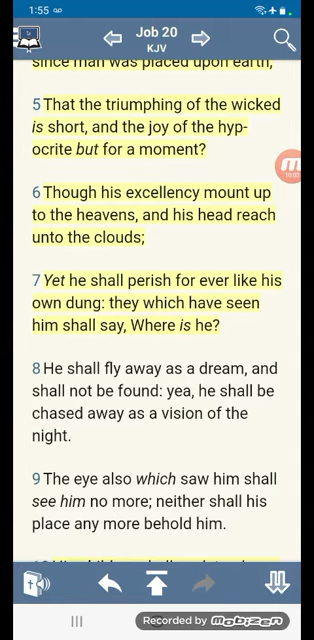 1:55
Job 20
KJV
since man was placed upon earth,
5 That the triumphing of the wicked
is short, and the joy of the hyp-
ocrite but for a moment?
6 Though his excellency mount up
to the heavens, and his head reach
unto the clouds;
7 Yet he shall perish for ever like his
own dung: they which have seen
him shall say, Where is he?
8 He shall fly away as a dream, and
shall not be found: yea, he shall be
chased away as a vision of the
night.
9 The eye also which saw him shall
see him no more; neither shall his
place any more behold him.
Recorded by mobizen